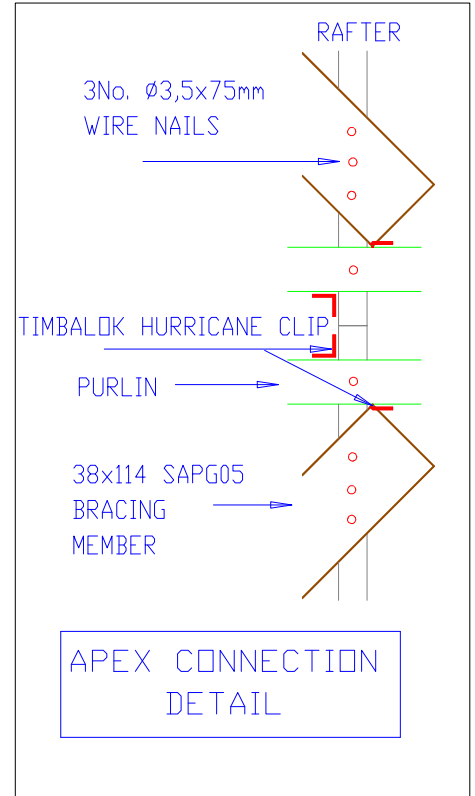 RAFTER
3No. Ø3,5x75mm
WIRE NAILS
TIMBALOK HURRICANE CLIP
PURLIN
38x114 SAPG05
BRACING
MEMBER
APEX CONNECTION
DETAIL